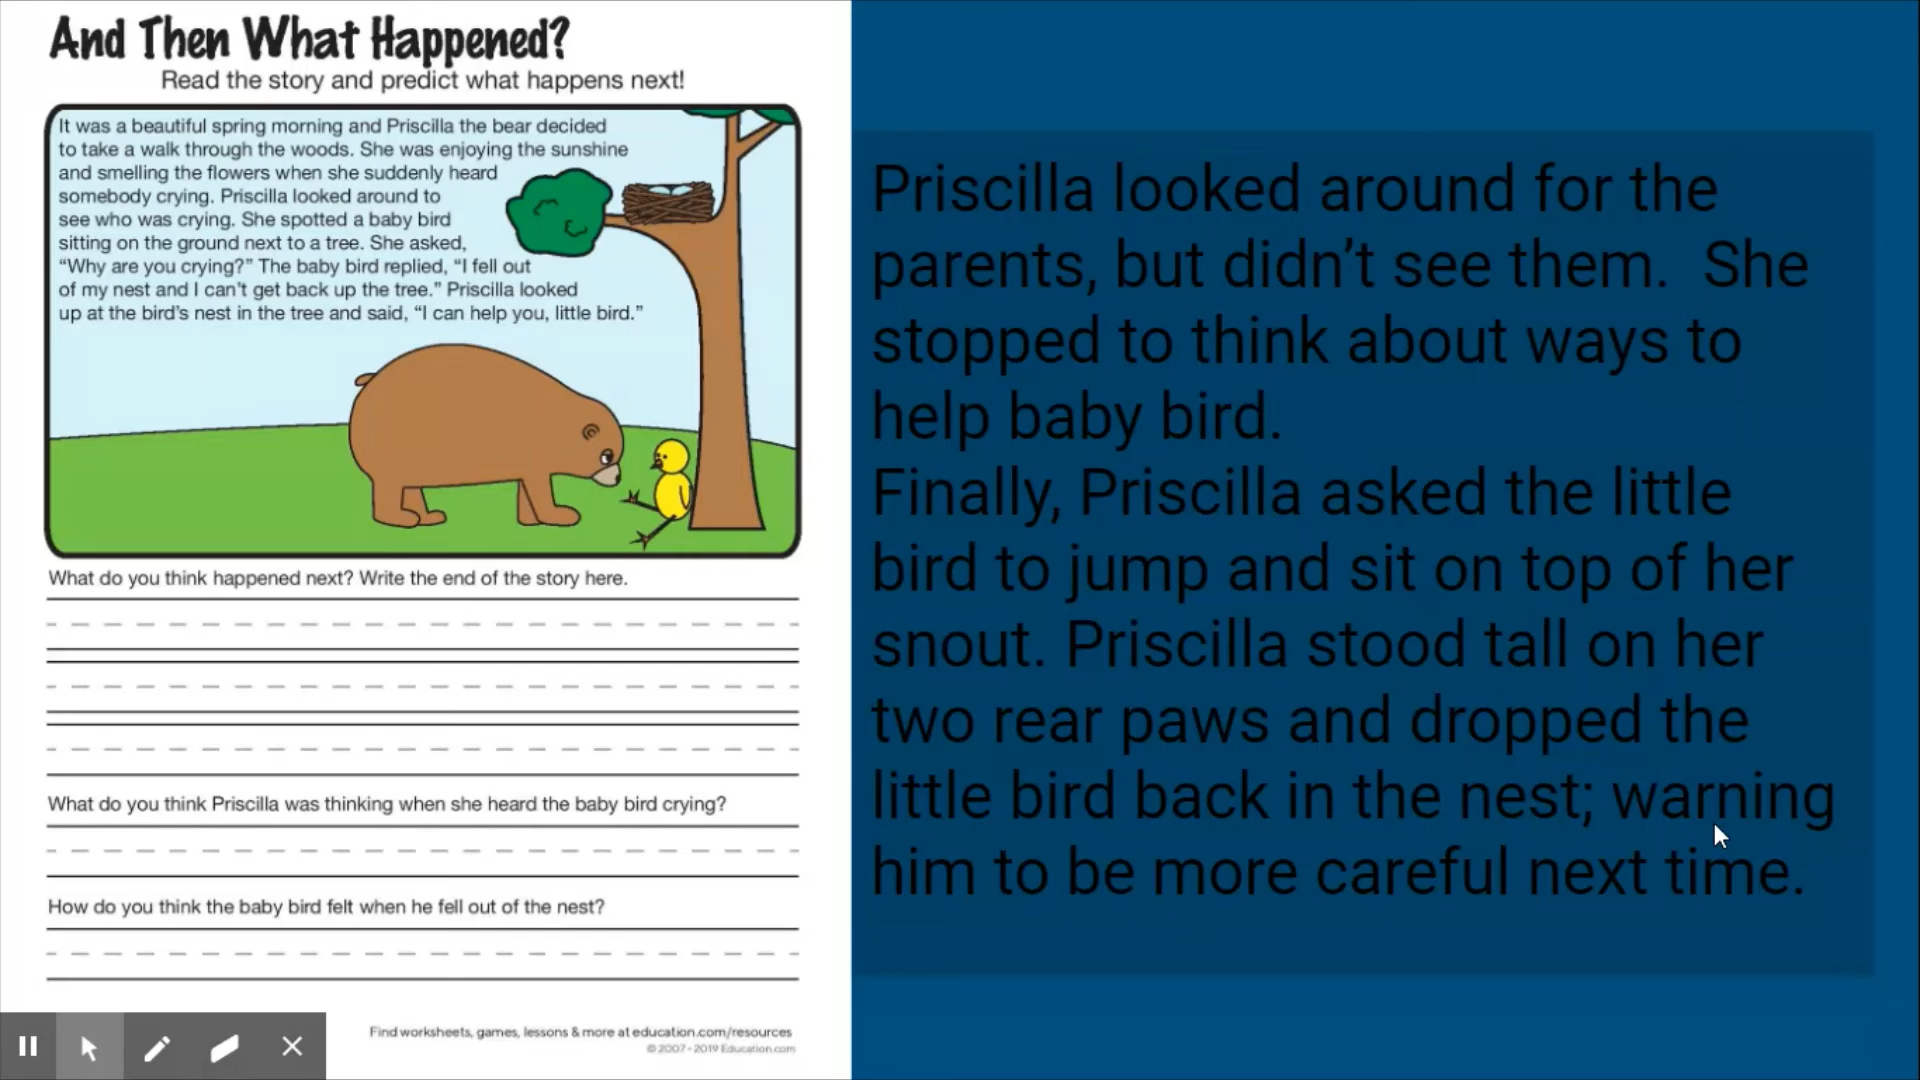 And Then What Happened?
Read the story and predict what happens next!
It was a beautiful spring morning and Priscilla the bear decided
to take a walk through the woods. She was enjoying the sunshine
and smelling the flowers when she suddenly heard
somebody crying. Priscilla looked around to
see who was crying. She spotted a baby bird
sitting on the ground next to a tree. She asked,
“Why are you crying?” The baby bird replied, “I fell out
of my nest and I can’t get back up the tree.” Priscilla looked
up at the bird’s nest in the tree and said, “I can help you, little bird.”
What do you think happened next? Write the end of the story here.
What do you think Priscilla was thinking when she heard the baby bird crying?
How do you think the baby bird felt when he fell out of the nest?
Find worksheets, games, lessons & more at education.com/resources
© 2007 - 2019 Education.com
Priscilla looked around for the
parents, but didn’t see them.  She
stopped to think about ways to
help baby bird.
Finally, Priscilla asked the little
bird to jump and sit on top of her
snout. Priscilla stood tall on her
two rear paws and dropped the
little bird back in the nest; warning
him to be more careful next time.